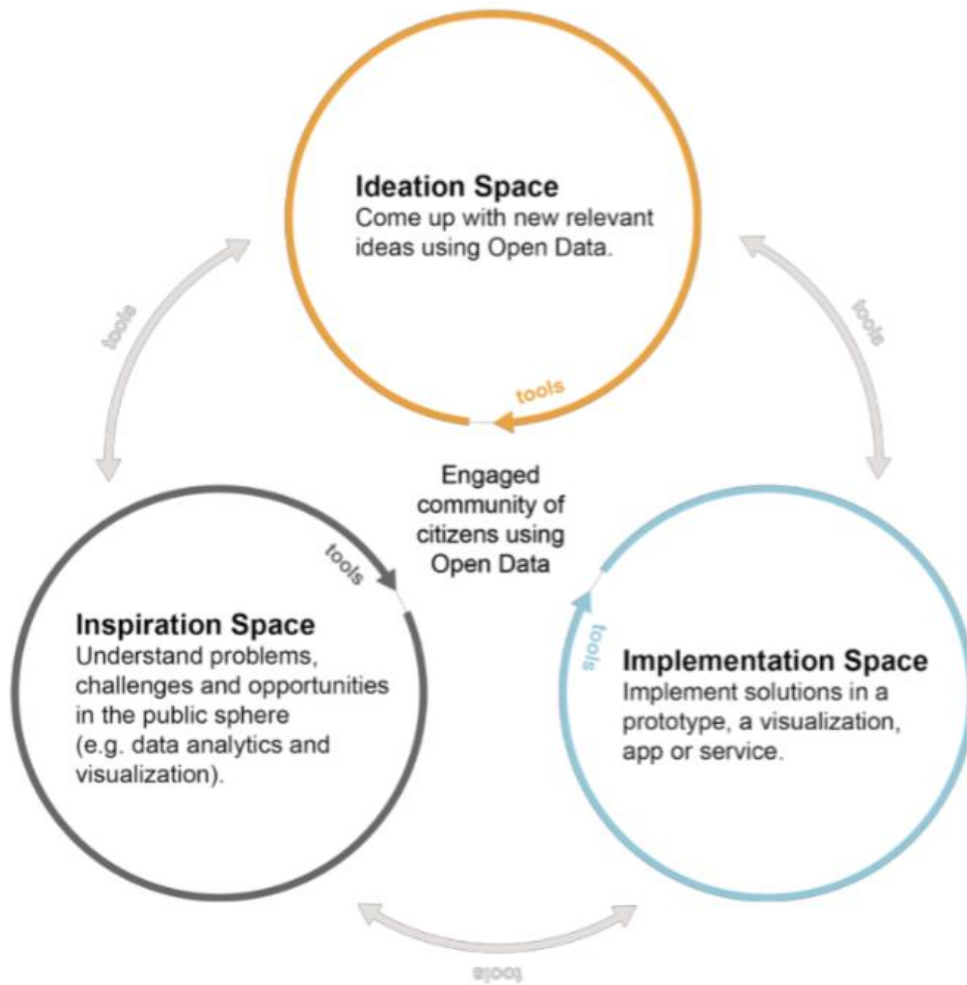 Ideation Space
Come up with new relevant
ideas using Open Data.
tools
tools
tools
Engaged
community of
citizens using
Open Data
tools
Inspiration Space
Understand problems,
challenges and opportunities
in the public sphere
(e.g. data analytics and
visualization).
tools
Implementation Space
Implement solutions in a
prototype, a visualization,
app or service.
tools